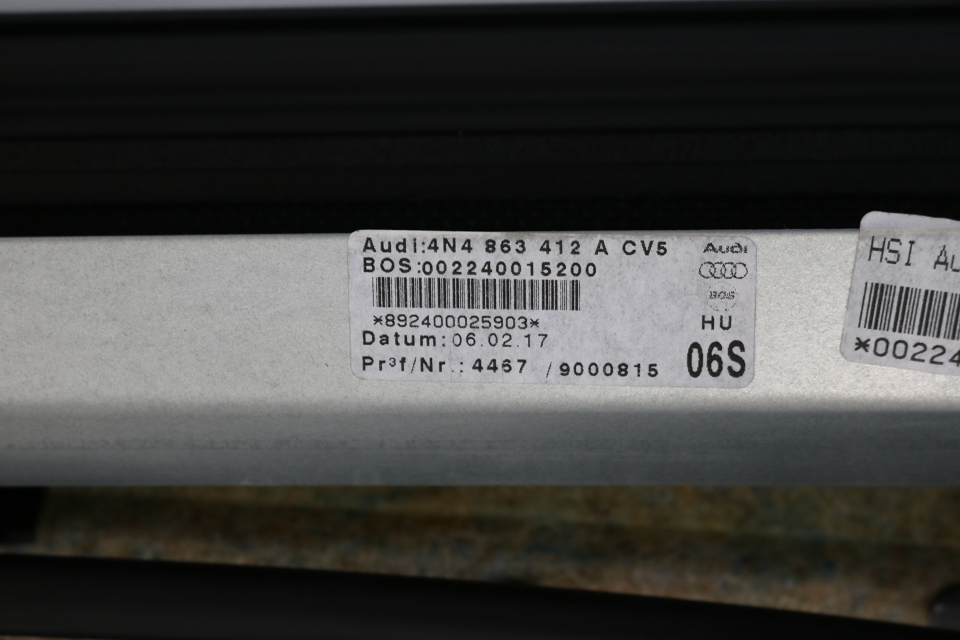 Audi:4N4 863 412 A CV5
BOS:002240015200
*892400025903*
Datum:06.02.17
Pr³f/Nr.: 4467 /9000815
Audi
BOS
HU
06S
HSI
*00224